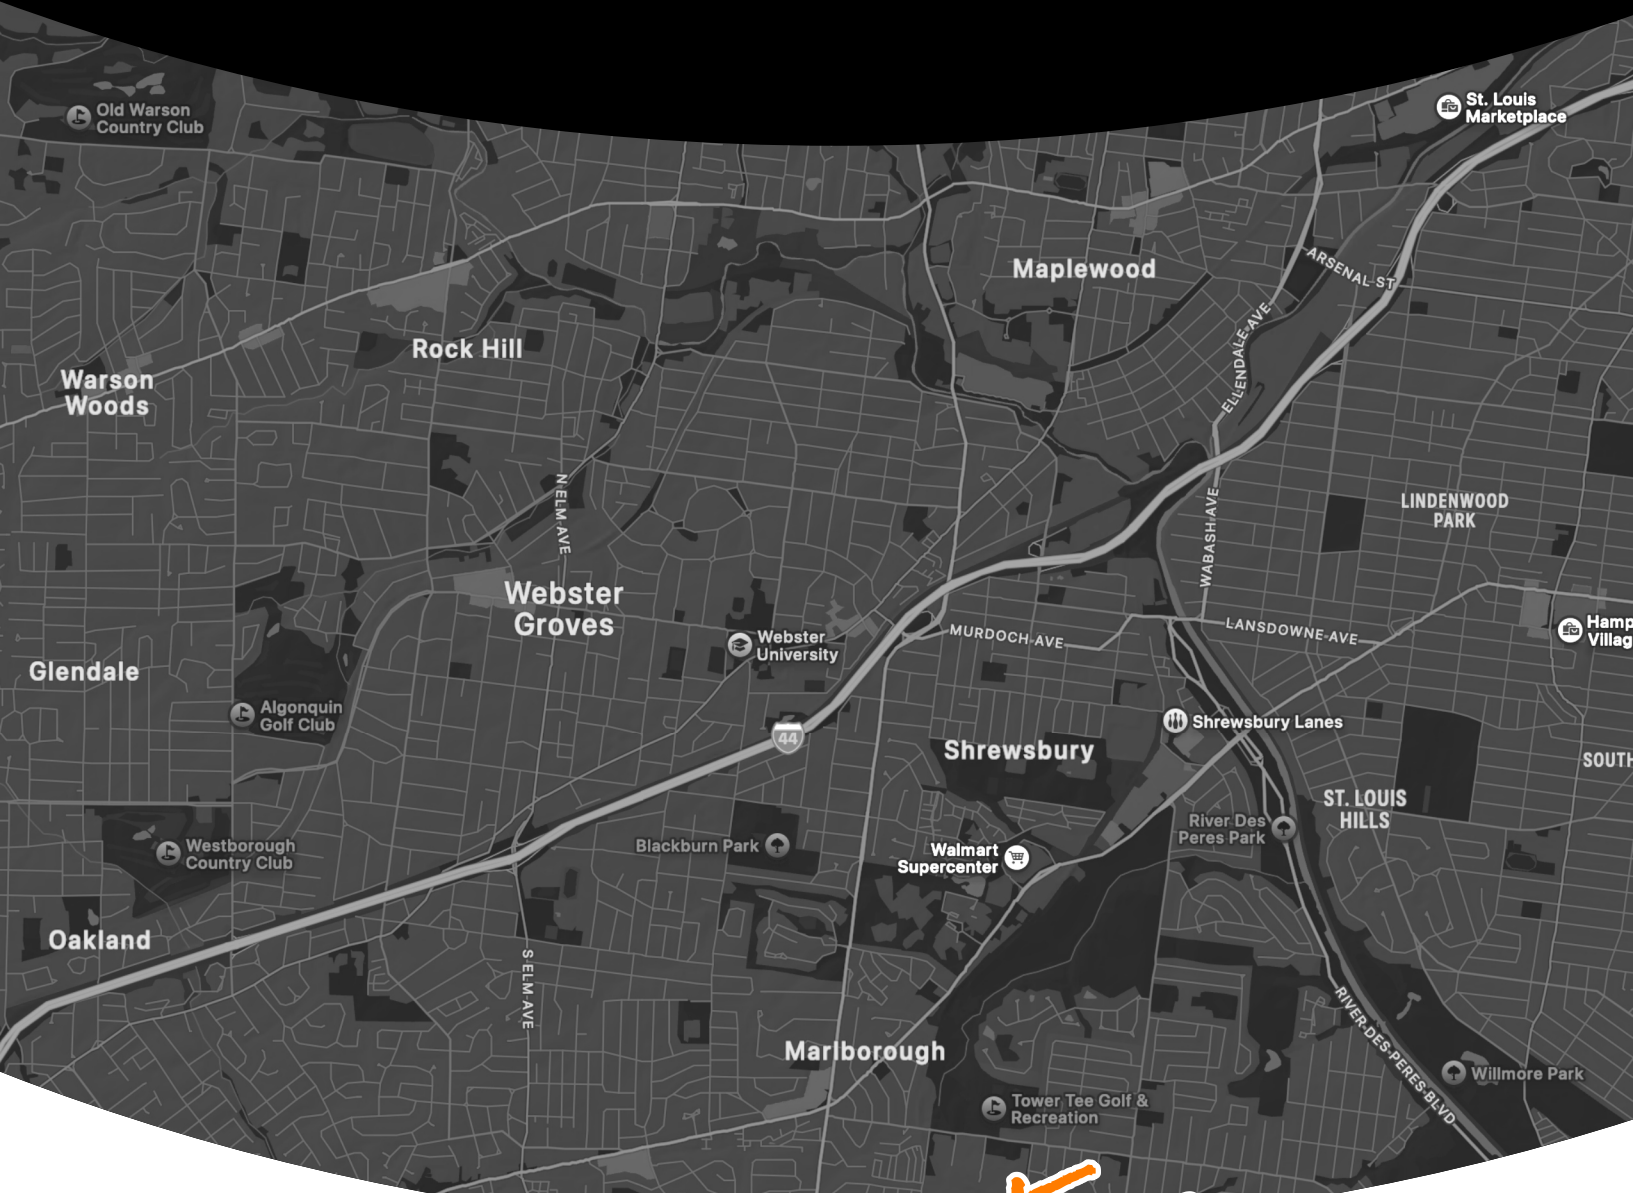 Old Warson
Country Club
St. Louis
Marketplace
Maplewood
ARSENAL ST
Rock Hill
ELLENDALE AVE
Warson
Woods
N ELM AVE
LINDENWOOD
PARK
WABASH AVE
Webster
Groves
Webster
University
MURDOCH AVE
LANSDOWNE AVE
Hamp
Villag
Glendale
Algonquin
Golf Club
44
Shrewsbury Lanes
Shrewsbury
SOUTH
ST. LOUIS
HILLS
River Des
Peres Park
Westborough
Country Club
Blackburn Park
Walmart
Supercenter
Oakland
S ELM AVE
RIVER DES PERES BLVD
Marlborough
Willmore Park
Tower Tee Golf &
Recreation